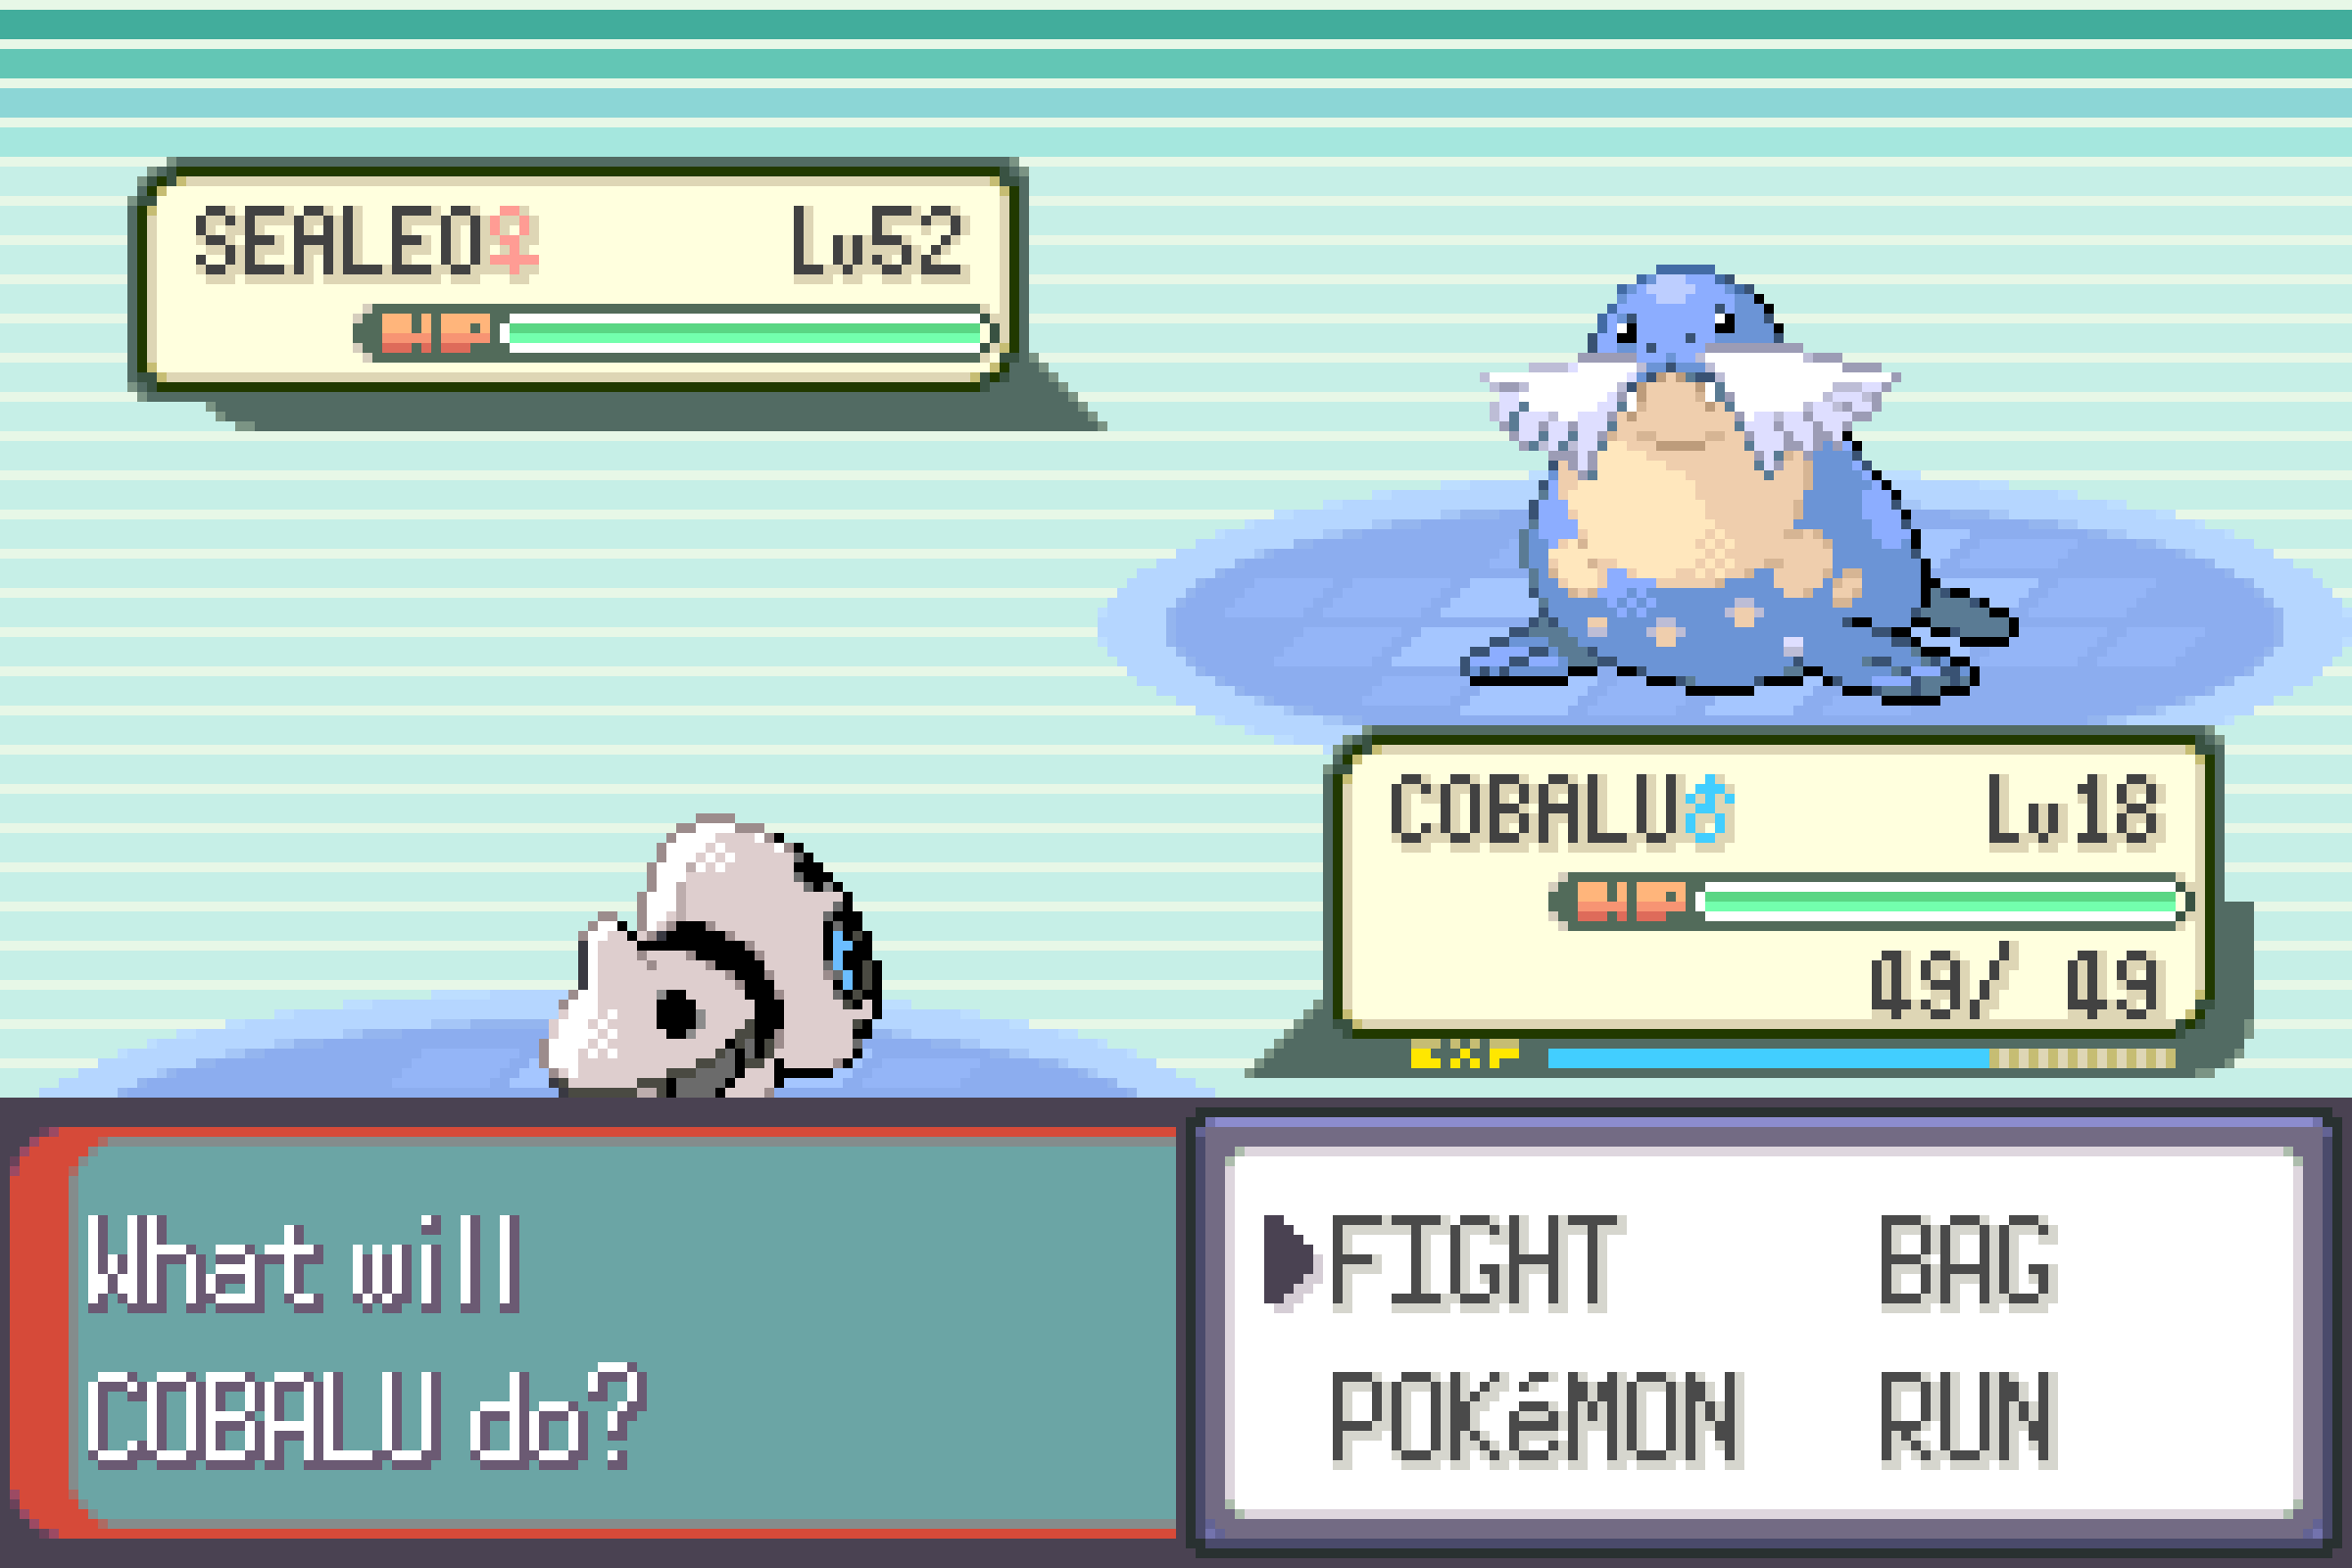 SEALEO♀ Lv52
HP
COBALU♂ Lv18
HP
49/ 49
EXP
What will
COBALU do?
FIGHT BAG
POKéMON RUN